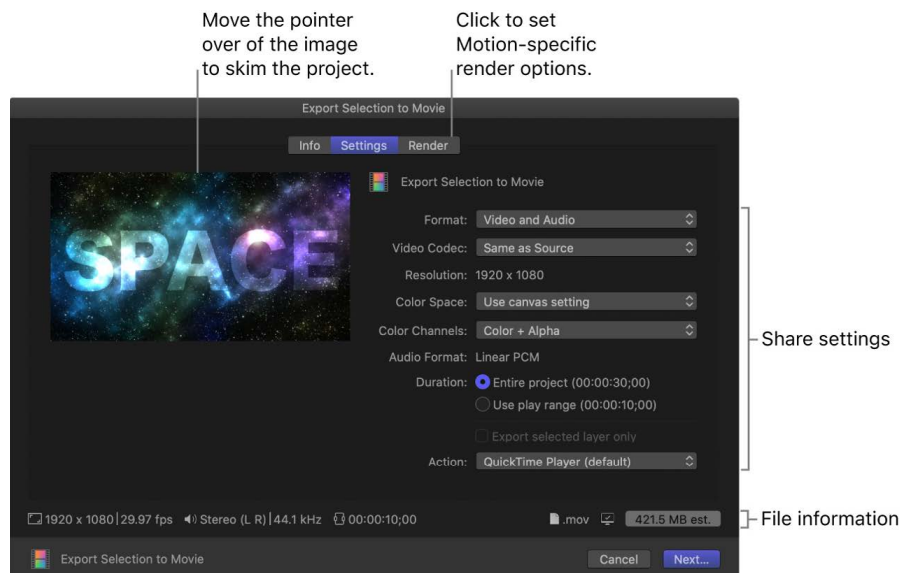 Move the pointer
over of the image
to skim the project.
Click to set
Motion-specific
render options.
Export Selection to Movie
Info Settings Render
SPACE
Export Selection to Movie
Format: Video and Audio
Video Codec: Same as Source
Resolution: 1920 x 1080
Color Space: Use canvas setting
Color Channels: Color + Alpha
Audio Format: Linear PCM
Duration: Entire project (00:00:30;00)
Use play range (00:00:10;00)
Export selected layer only
Action: QuickTime Player (default)
Share settings
1920 x 1080 | 29.97 fps Stereo (L R) | 44.1 kHz 00:00:10;00 .mov 421.5 MB est.
File information
Export Selection to Movie Cancel Next...